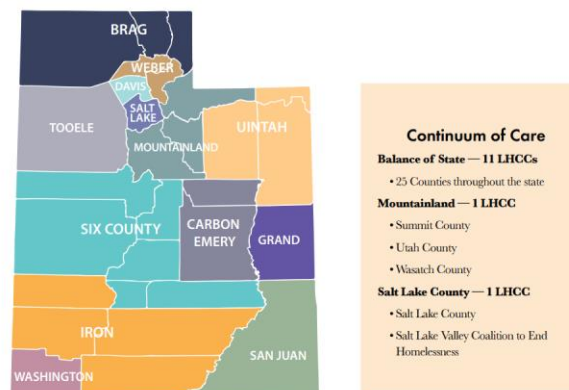 BRAG
WEBER
DAVIS
SALT
LAKE
TOOELE
UINTAH
MOUNTAINLAND
SIX COUNTY
CARBON
EMERY
GRAND
IRON
SAN JUAN
WASHINGTON
Continuum of Care
Balance of State — 11 LHCCs
• 25 Counties throughout the state
Mountainland — 1 LHCC
• Summit County
• Utah County
• Wasatch County
Salt Lake County — 1 LHCC
• Salt Lake County
• Salt Lake Valley Coalition to End
Homelessness